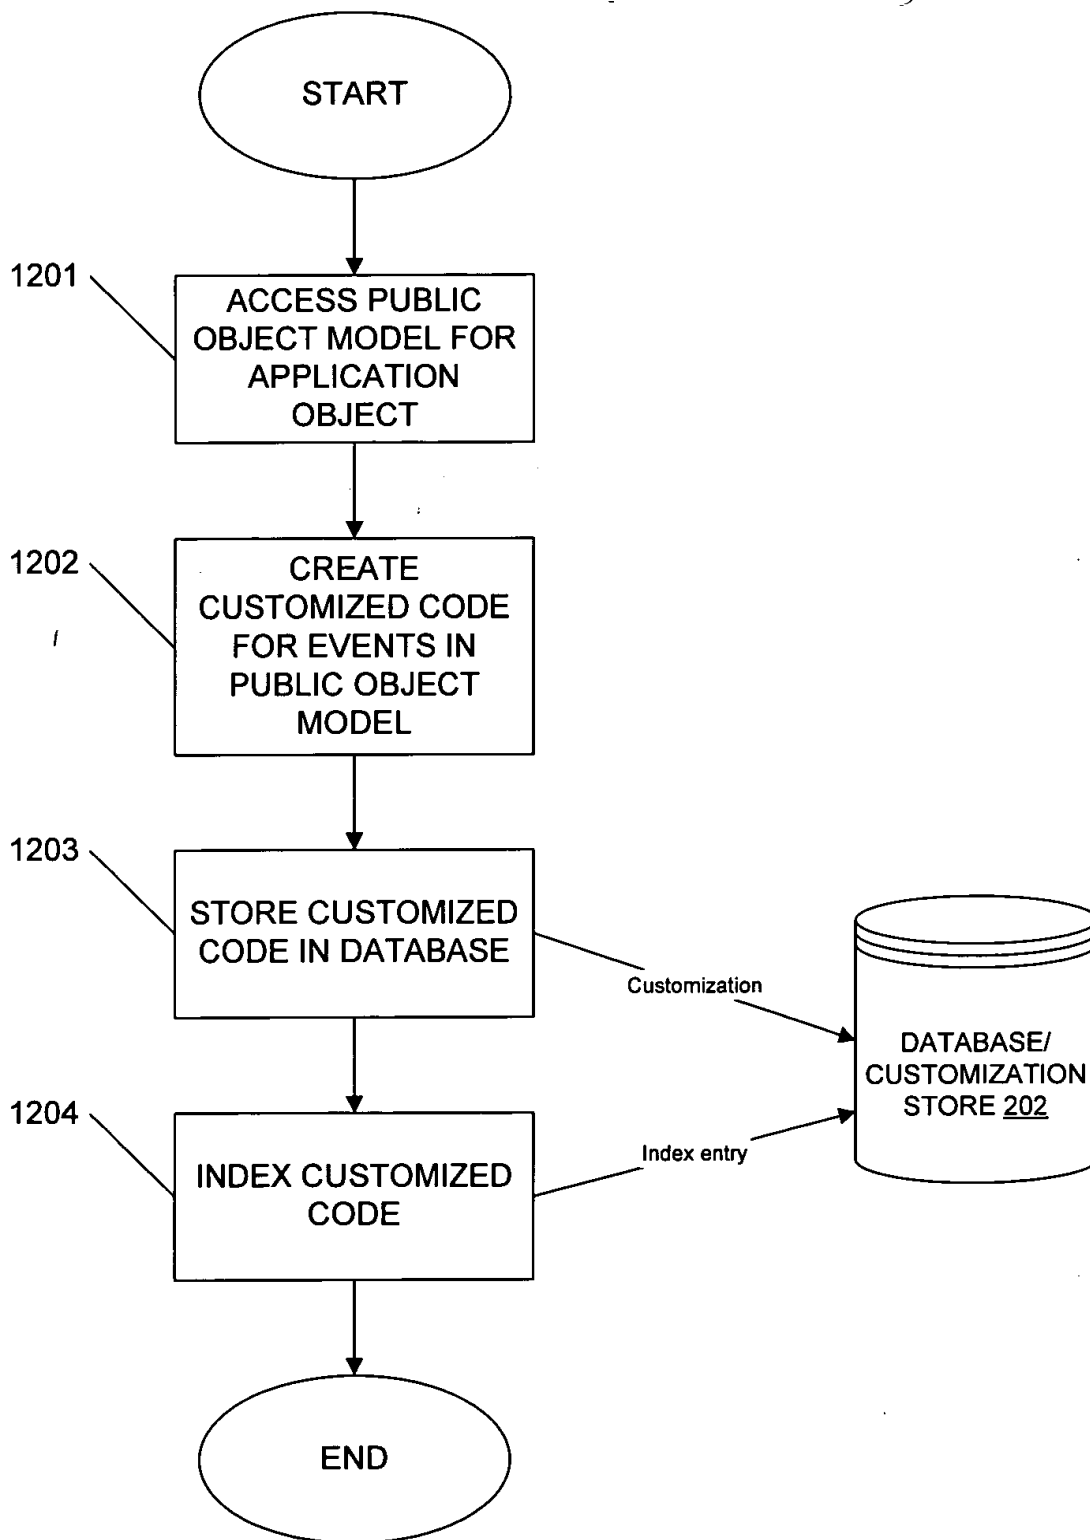 START
1201
ACCESS PUBLIC
OBJECT MODEL FOR
APPLICATION
OBJECT
1202
CREATE
CUSTOMIZED CODE
FOR EVENTS IN
PUBLIC OBJECT
MODEL
1203
STORE CUSTOMIZED
CODE IN DATABASE
Customization
DATABASE/
CUSTOMIZATION
STORE 202
1204
INDEX CUSTOMIZED
CODE
Index entry
END